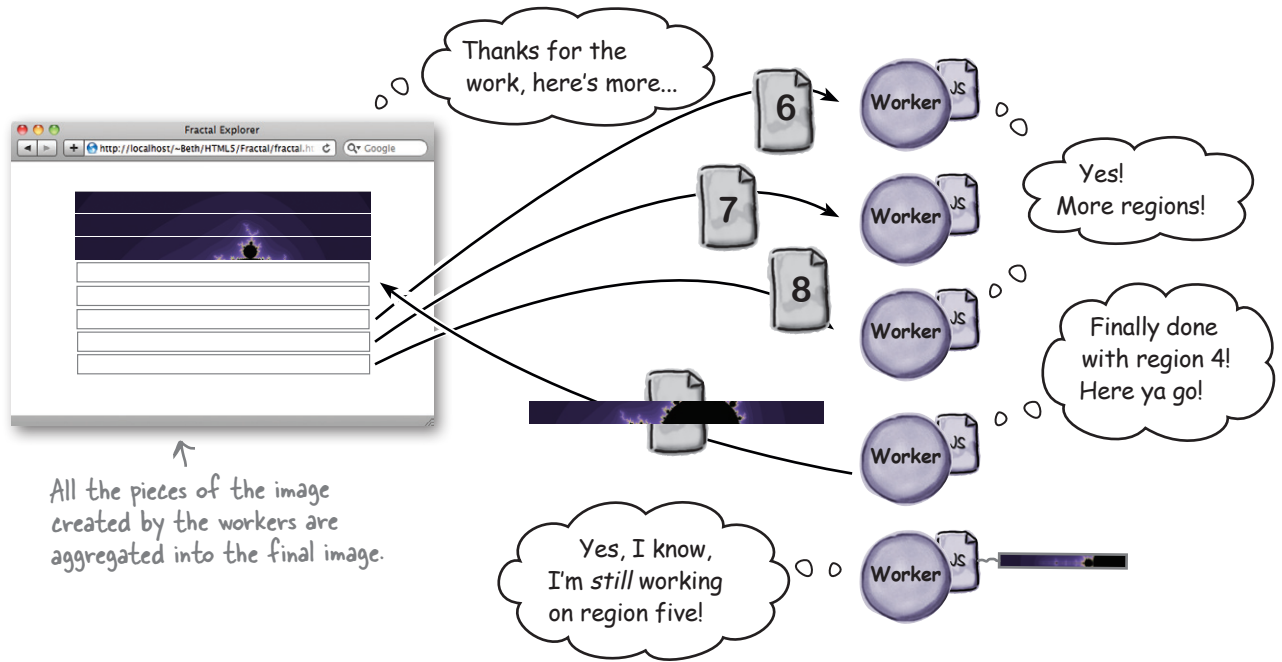 Thanks for the
work, here's more...
Fractal Explorer
http://localhost/~Beth/HTML5/Fractal/fractal.ht
Google
6
7
8
Worker
JS
Worker
JS
Worker
JS
Worker
JS
Worker
JS
Yes!
More regions!
Finally done
with region 4!
Here ya go!
All the pieces of the image
created by the workers are
aggregated into the final image.
Yes, I know,
I'm still working
on region five!